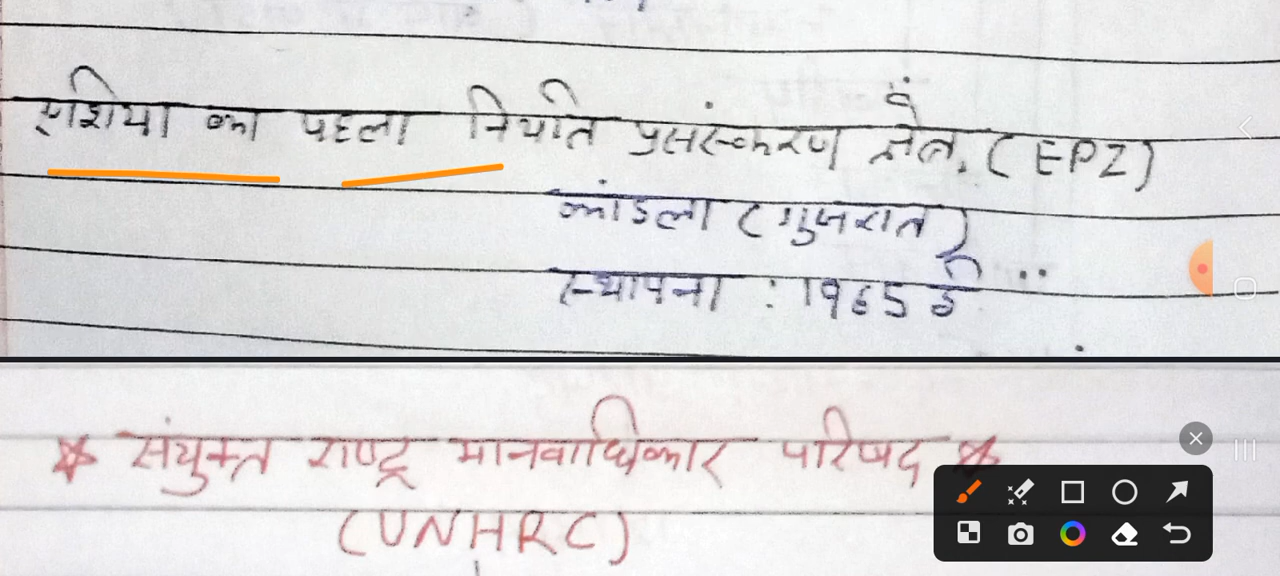 एशिया का पहला निर्यात प्रसंस्करण क्षेत्र (EPZ)
कांडला (गुजरात)
स्थापना : 1965 ई
* संयुक्त राष्ट्र मानवाधिकार परिषद *
(UNHRC)